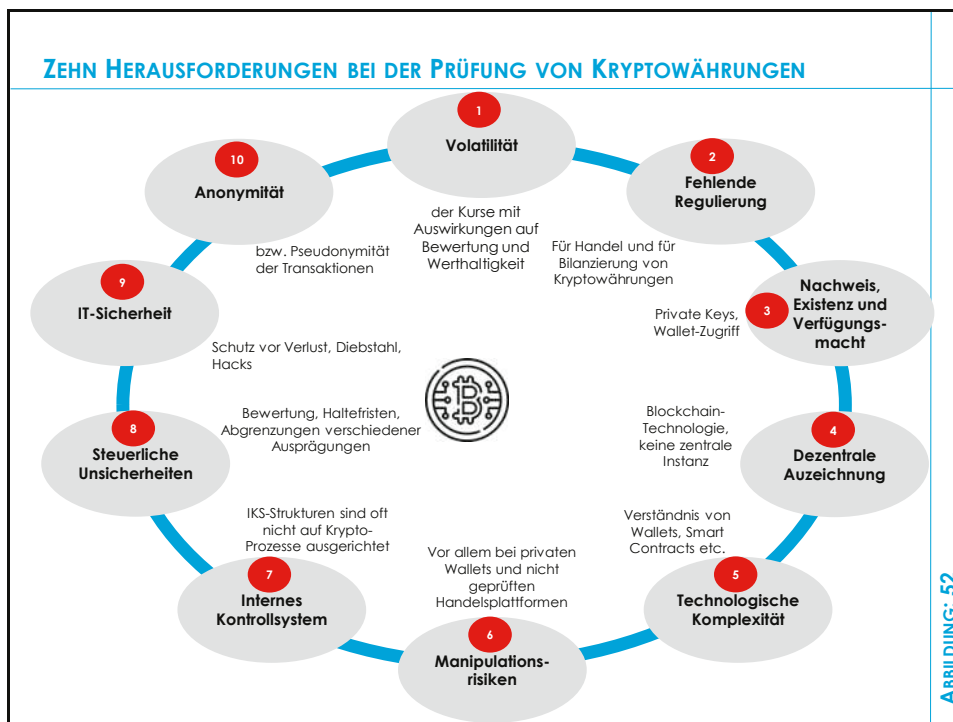 ZEHN HERAUSFORDERUNGEN BEI DER PRÜFUNG VON KRYPTOWÄHRUNGEN
1
Volatilität
der Kurse mit
Auswirkungen auf
Bewertung und
Werthaltigkeit
2
Fehlende
Regulierung
Für Handel und für
Bilanzierung von
Kryptowährungen
3
Nachweis,
Existenz und
Verfügungs-
macht
Private Keys,
Wallet-Zugriff
4
Dezentrale
Auzeichnung
Blockchain-
Technologie,
keine zentrale
Instanz
5
Technologische
Komplexität
Verständnis von
Wallets, Smart
Contracts etc.
6
Manipulations-
risiken
Vor allem bei privaten
Wallets und nicht
geprüften
Handelsplattformen
7
Internes
Kontrollsystem
IKS-Strukturen sind oft
nicht auf Krypto-
Prozesse ausgerichtet
8
Steuerliche
Unsicherheiten
Bewertung, Haltefristen,
Abgrenzungen verschiedener
Ausprägungen
9
IT-Sicherheit
Schutz vor Verlust, Diebstahl,
Hacks
10
Anonymität
bzw. Pseudonymität
der Transaktionen
ABBILDUNG: 52